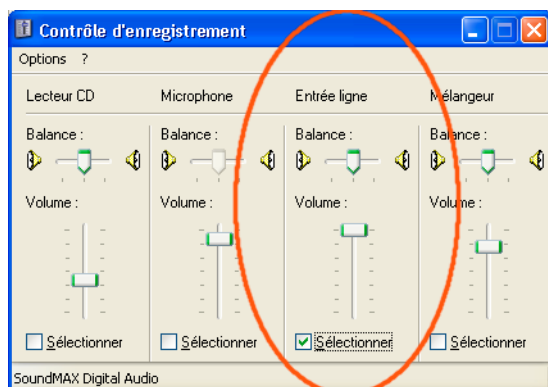 Contrôle d'enregistrement
Options ?
Lecteur CD Microphone Entrée ligne Mélangeur
Balance : Balance : Balance : Balance :
Volume : Volume : Volume : Volume :
Sélectionner Sélectionner Sélectionner Sélectionner
SoundMAX Digital Audio